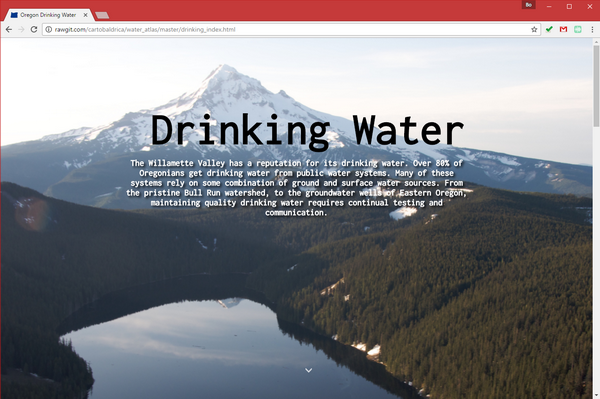 Bo
Oregon Drinking Water
rawgit.com/cartobaldrica/water_atlas/master/drinking_index.html
Drinking Water
The Willamette Valley has a reputation for its drinking water. Over 80% of
Oregonians get drinking water from public water systems. Many of these
systems rely on some combination of ground and surface water sources. From
the pristine Bull Run watershed, to the groundwater wells of Eastern Oregon,
maintaining quality drinking water requires continual testing and
communication.